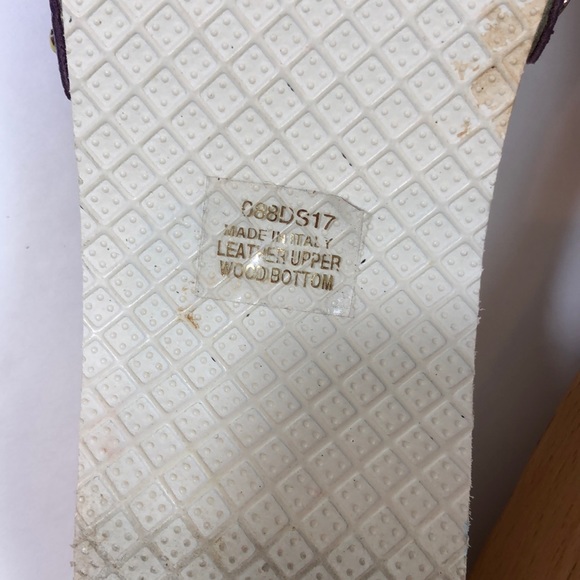 088DS17
MADE IN ITALY
LEATHER UPPER
WOOD BOTTOM